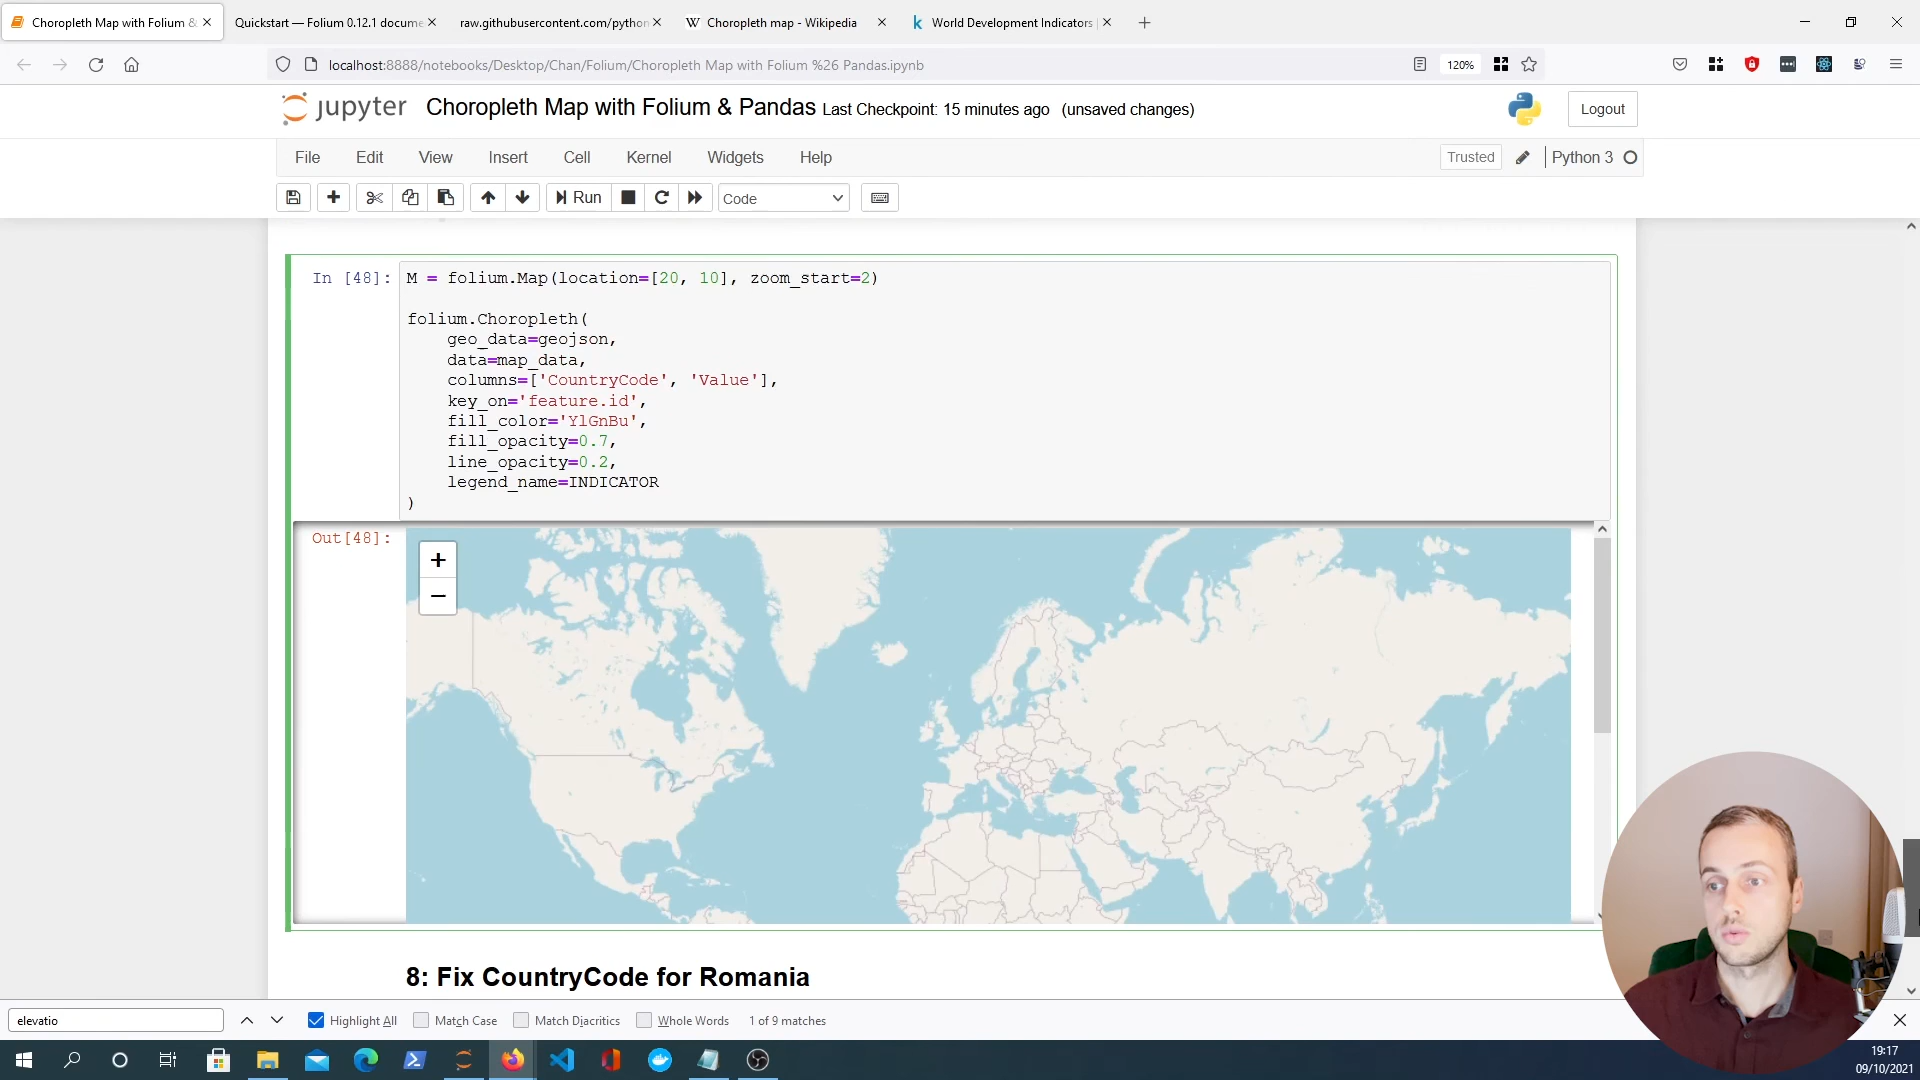 Choropleth Map with Folium &
Quickstart — Folium 0.12.1 docume
raw.githubusercontent.com/python
W Choropleth map - Wikipedia
k World Development Indicators
localhost:8888/notebooks/Desktop/Chan/Folium/Choropleth Map with Folium %26 Pandas.ipynb
120%
jupyter Choropleth Map with Folium & Pandas Last Checkpoint: 15 minutes ago (unsaved changes)
Logout
File Edit View Insert Cell Kernel Widgets Help
Trusted
Python 3
Run
Code
In [48]:
M = folium.Map(location=[20, 10], zoom_start=2)
folium.Choropleth(
geo_data=geojson,
data=map_data,
columns=['CountryCode', 'Value'],
key_on='feature.id',
fill_color='YlGnBu',
fill_opacity=0.7,
line_opacity=0.2,
legend_name=INDICATOR
)
Out[48]:
+
−
8: Fix CountryCode for Romania
elevatio
Highlight All
Match Case
Match Diacritics
Whole Words
1 of 9 matches
19:17
09/10/2021